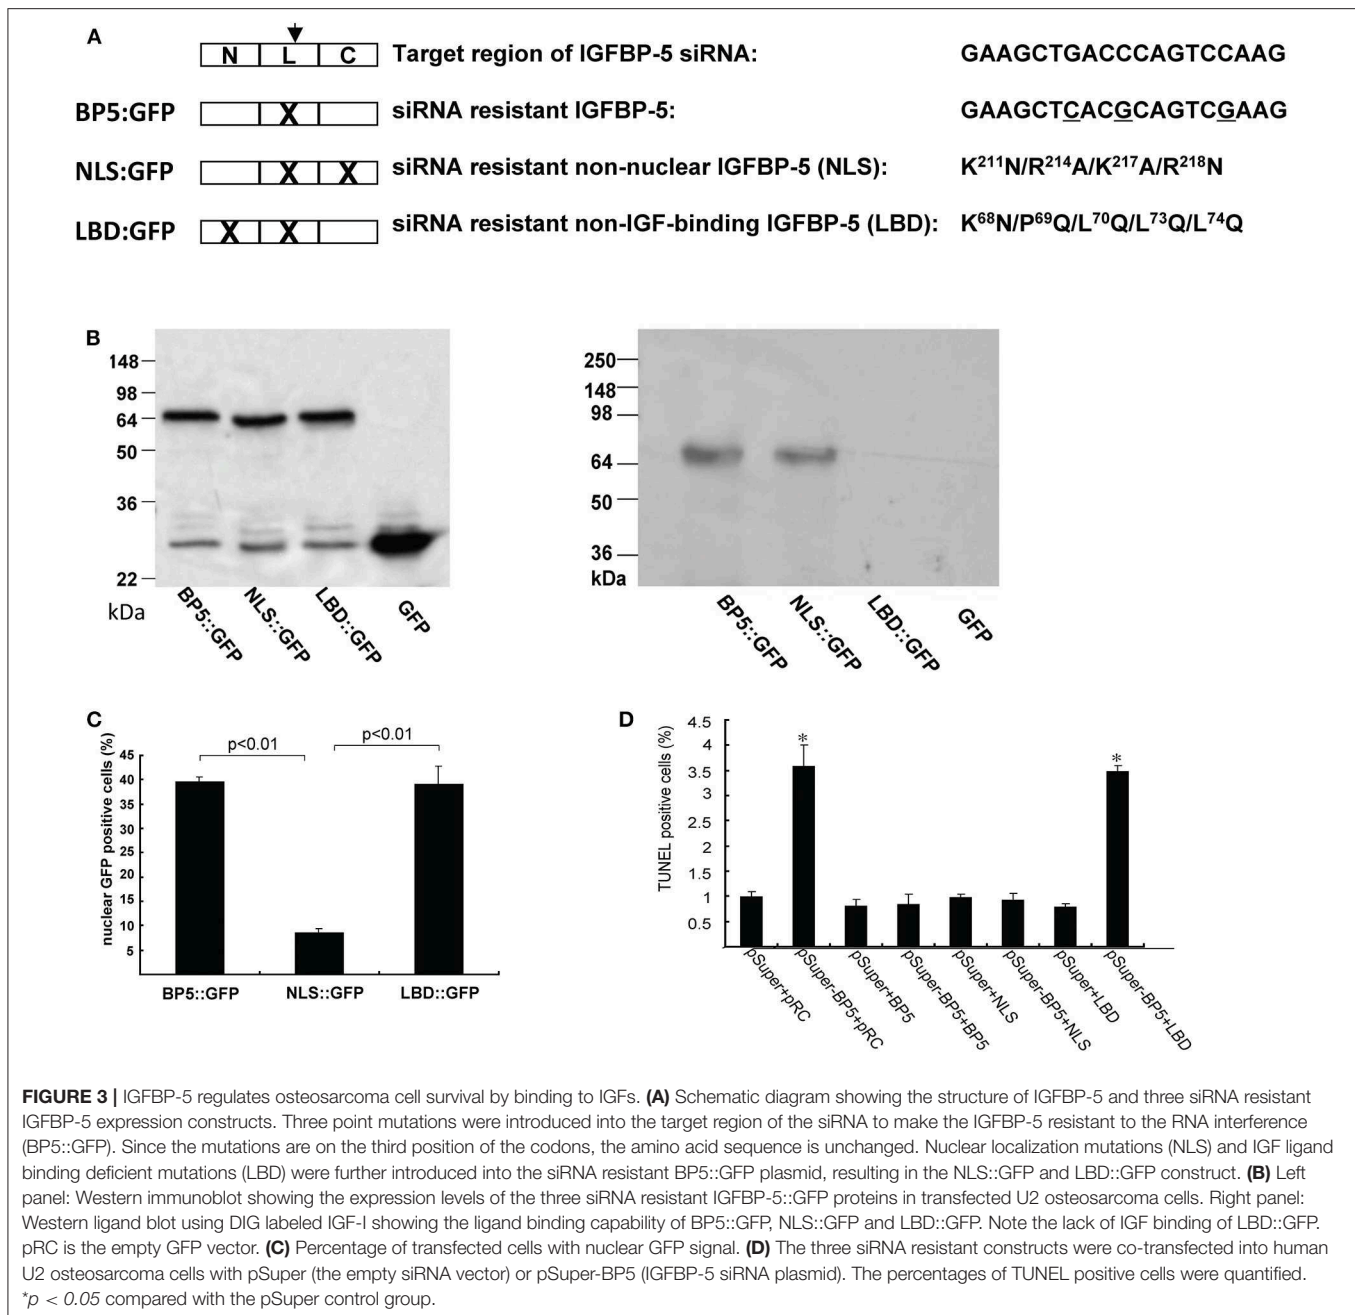 A
N L C Target region of IGFBP-5 siRNA: GAAGCTGACCCAGTCCAAG
BP5:GFP X siRNA resistant IGFBP-5: GAAGCTCACGCAGTCGAAG
NLS:GFP X X siRNA resistant non-nuclear IGFBP-5 (NLS): K²¹¹N/R²¹⁴A/K²¹⁷A/R²¹⁸N
LBD:GFP X X siRNA resistant non-IGF-binding IGFBP-5 (LBD): K⁶⁸N/P⁶⁹Q/L⁷⁰Q/L⁷³Q/L⁷⁴Q
B
148
98
64
50
36
22
kDa
BP5::GFP NLS::GFP LBD::GFP GFP
250
148
98
64
50
36
kDa
BP5::GFP NLS::GFP LBD::GFP GFP
C
nuclear GFP positive cells (%)
p<0.01 p<0.01
45
40
35
30
25
20
15
10
5
BP5::GFP NLS::GFP LBD::GFP
D
TUNEL positive cells (%)
4.5
4
3.5
3
2.5
2
1.5
1
0.5
* *
pSuper+pRC pSuper-BP5+pRC pSuper+BP5 pSuper-BP5+BP5 pSuper+NLS pSuper-BP5+NLS pSuper+LBD pSuper-BP5+LBD
FIGURE 3 | IGFBP-5 regulates osteosarcoma cell survival by binding to IGFs. (A) Schematic diagram showing the structure of IGFBP-5 and three siRNA resistant
IGFBP-5 expression constructs. Three point mutations were introduced into the target region of the siRNA to make the IGFBP-5 resistant to the RNA interference
(BP5::GFP). Since the mutations are on the third position of the codons, the amino acid sequence is unchanged. Nuclear localization mutations (NLS) and IGF ligand
binding deficient mutations (LBD) were further introduced into the siRNA resistant BP5::GFP plasmid, resulting in the NLS::GFP and LBD::GFP construct. (B) Left
panel: Western immunoblot showing the expression levels of the three siRNA resistant IGFBP-5::GFP proteins in transfected U2 osteosarcoma cells. Right panel:
Western ligand blot using DIG labeled IGF-I showing the ligand binding capability of BP5::GFP, NLS::GFP and LBD::GFP. Note the lack of IGF binding of LBD::GFP.
pRC is the empty GFP vector. (C) Percentage of transfected cells with nuclear GFP signal. (D) The three siRNA resistant constructs were co-transfected into human
U2 osteosarcoma cells with pSuper (the empty siRNA vector) or pSuper-BP5 (IGFBP-5 siRNA plasmid). The percentages of TUNEL positive cells were quantified.
*p < 0.05 compared with the pSuper control group.